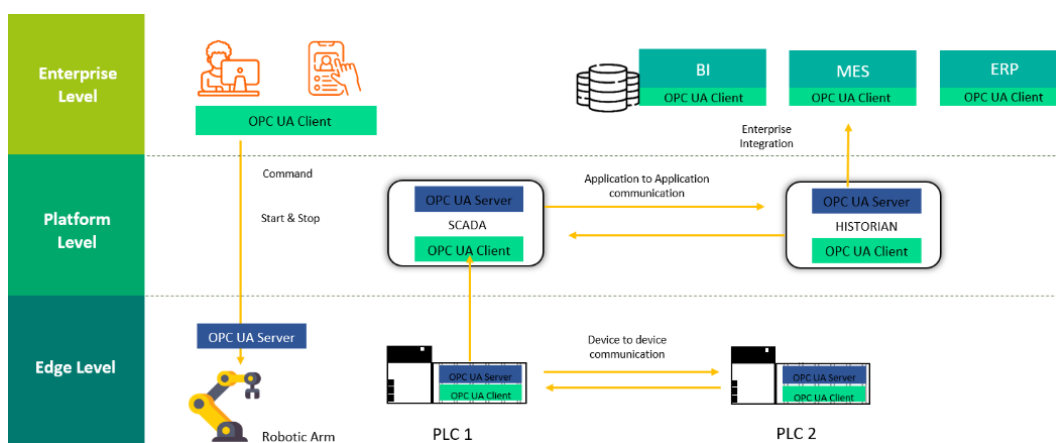 Enterprise
Level
OPC UA Client
BI
OPC UA Client
MES
OPC UA Client
ERP
OPC UA Client
Enterprise
Integration
Platform
Level
Command
Start & Stop
OPC UA Server
SCADA
OPC UA Client
Application to Application
communication
OPC UA Server
HISTORIAN
OPC UA Client
Edge Level
OPC UA Server
Robotic Arm
OPC UA Server
OPC UA Client
PLC 1
Device to device
communication
OPC UA Server
OPC UA Client
PLC 2